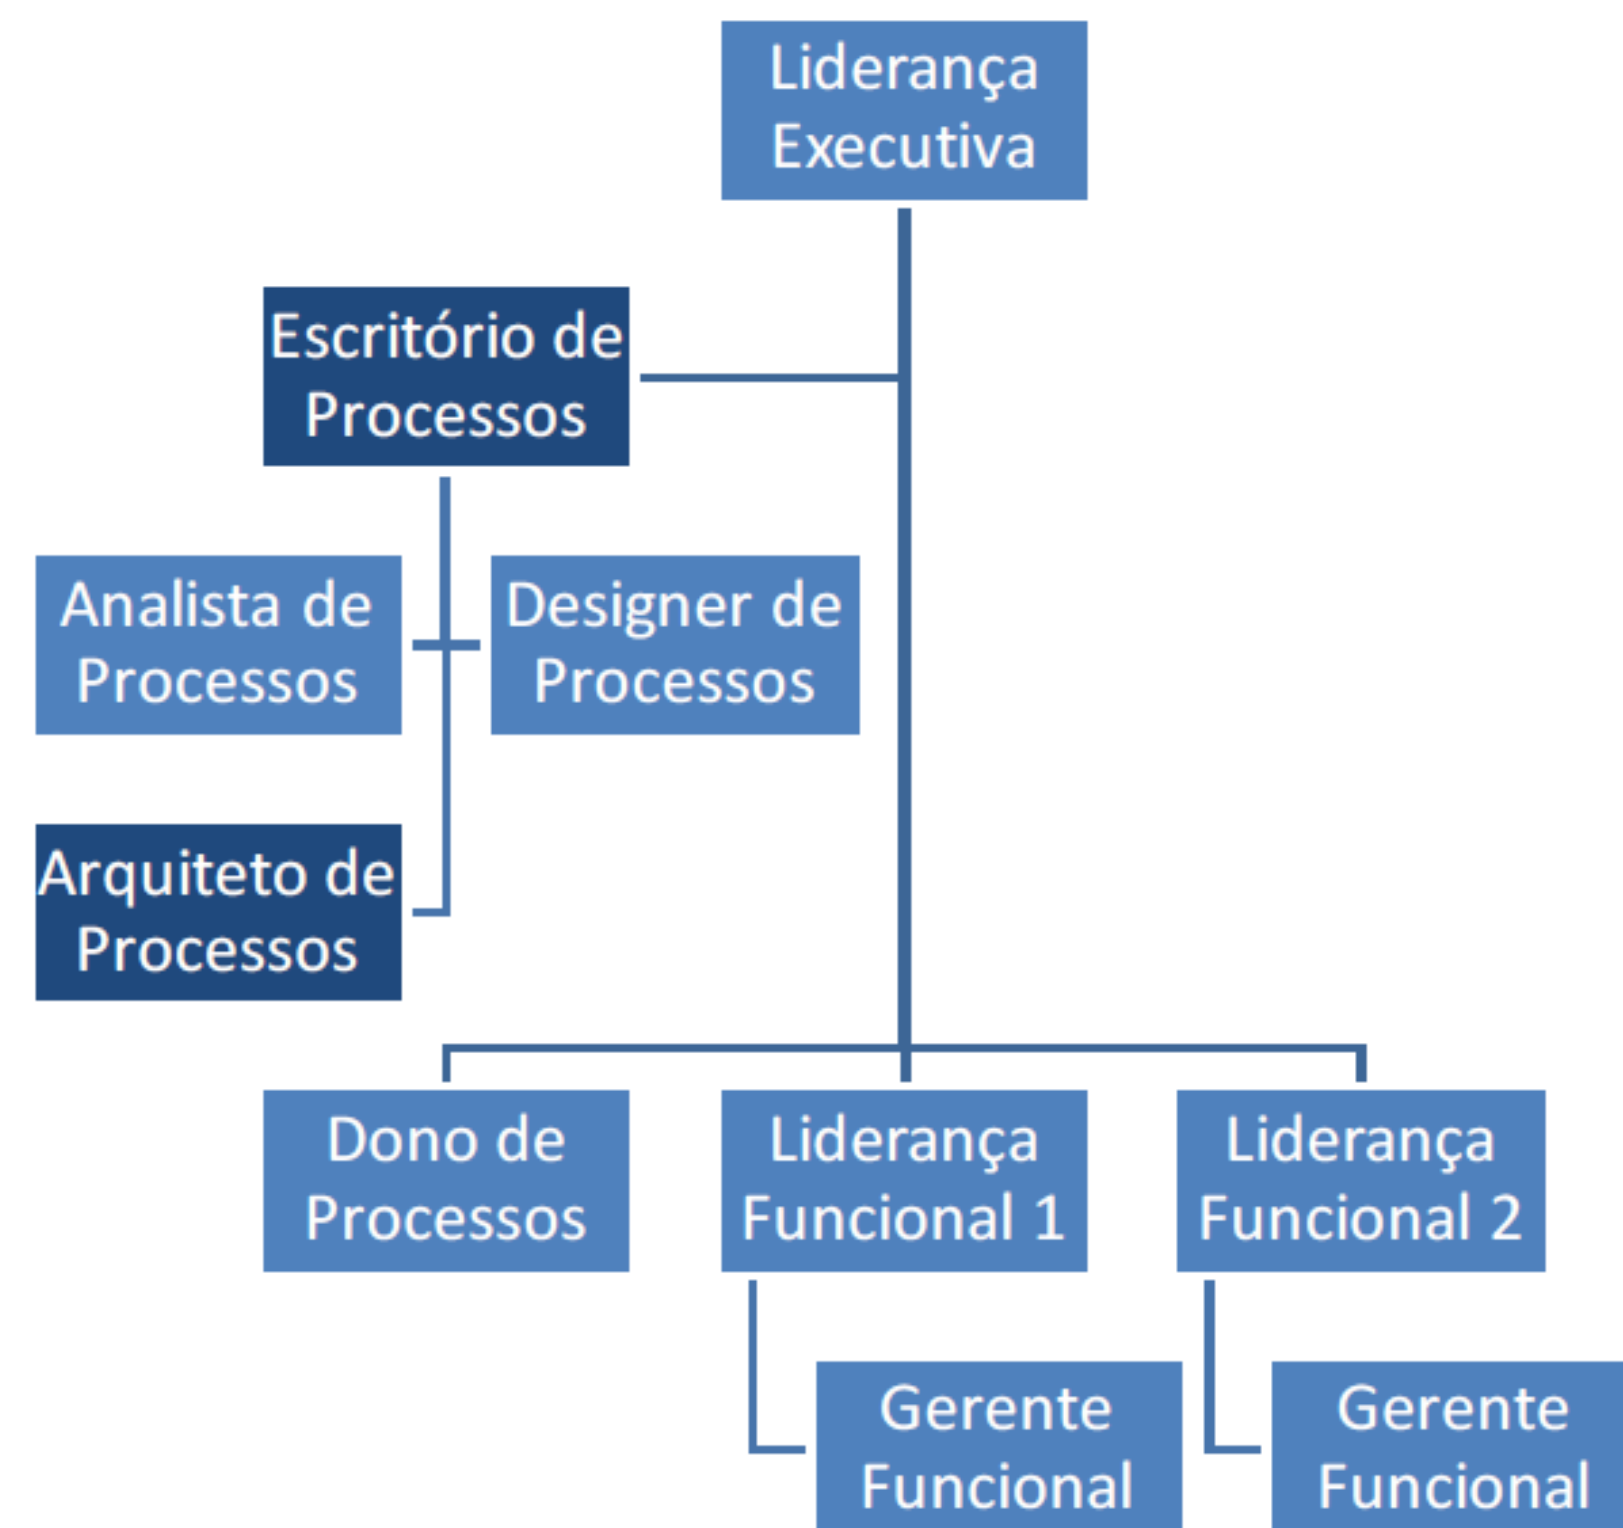 Liderança
Executiva
Escritório de
Processos
Analista de
Processos
Designer de
Processos
Arquiteto de
Processos
Dono de
Processos
Liderança
Funcional 1
Liderança
Funcional 2
Gerente
Funcional
Gerente
Funcional